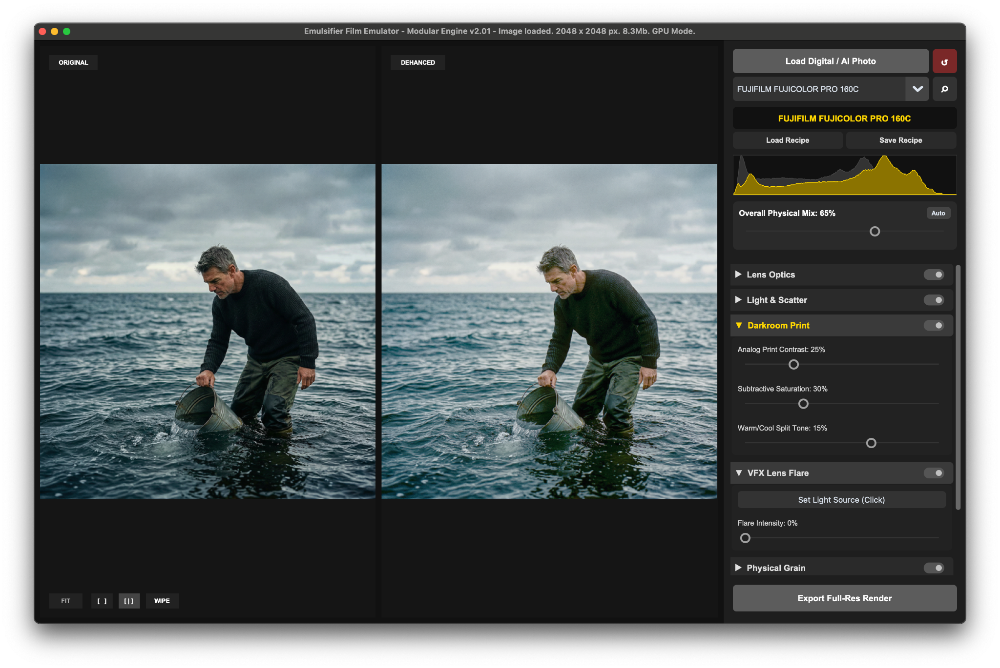 Emulsifier Film Emulator - Modular Engine v2.01 - Image loaded. 2048 x 2048 px. 8.3Mb. GPU Mode.
ORIGINAL
DEHANCED
Load Digital / AI Photo
↺
FUJIFILM FUJICOLOR PRO 160C
FUJIFILM FUJICOLOR PRO 160C
Load Recipe
Save Recipe
Overall Physical Mix: 65%
Auto
Lens Optics
Light & Scatter
Darkroom Print
Analog Print Contrast: 25%
Subtractive Saturation: 30%
Warm/Cool Split Tone: 15%
VFX Lens Flare
Set Light Source (Click)
Flare Intensity: 0%
Physical Grain
FIT
[ ]
[|]
WIPE
Export Full-Res Render